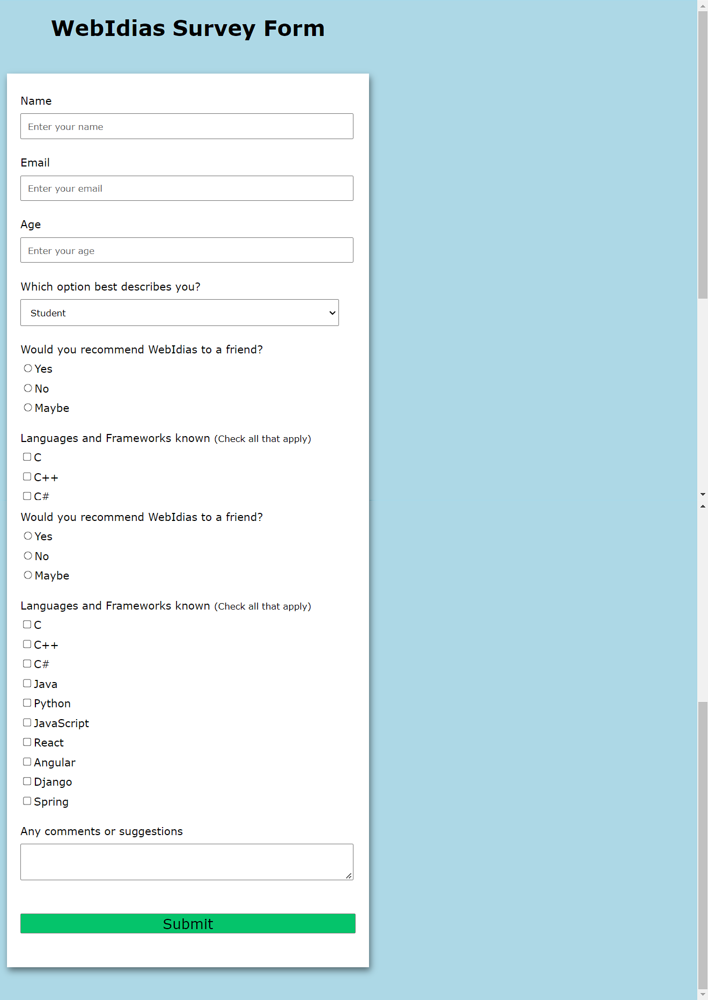 WebIdias Survey Form
Name
Enter your name
Email
Enter your email
Age
Enter your age
Which option best describes you?
Student
Would you recommend WebIdias to a friend?
Yes
No
Maybe
Languages and Frameworks known (Check all that apply)
C
C++
C#
Would you recommend WebIdias to a friend?
Yes
No
Maybe
Languages and Frameworks known (Check all that apply)
C
C++
C#
Java
Python
JavaScript
React
Angular
Django
Spring
Any comments or suggestions
Submit